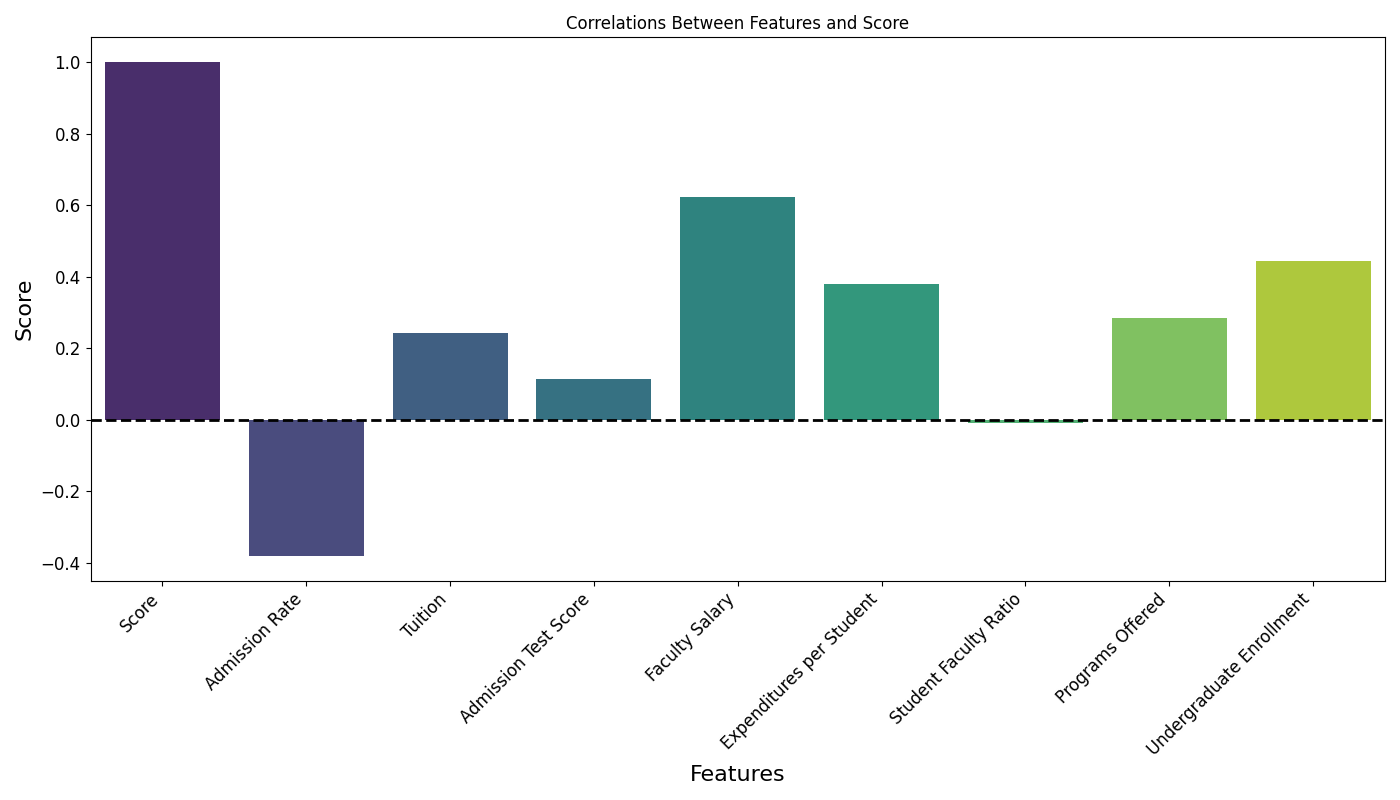 Correlations Between Features and Score
Score
1.0
0.8
0.6
0.4
0.2
0.0
−0.2
−0.4
Score
Admission Rate
Tuition
Admission Test Score
Faculty Salary
Expenditures per Student
Student Faculty Ratio
Programs Offered
Undergraduate Enrollment
Features